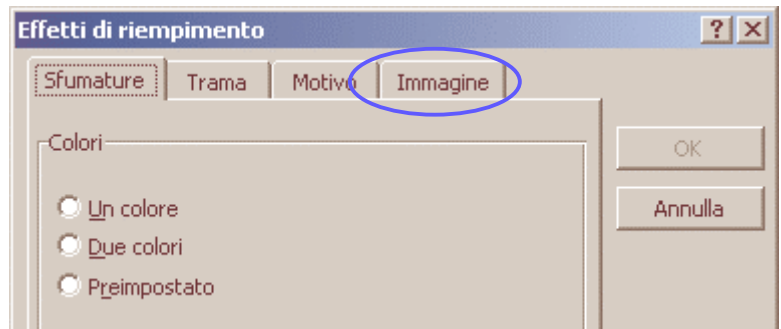 Effetti di riempimento
Sfumature Trama Motivo Immagine
Colori
OK
Un colore
Annulla
Due colori
Preimpostato